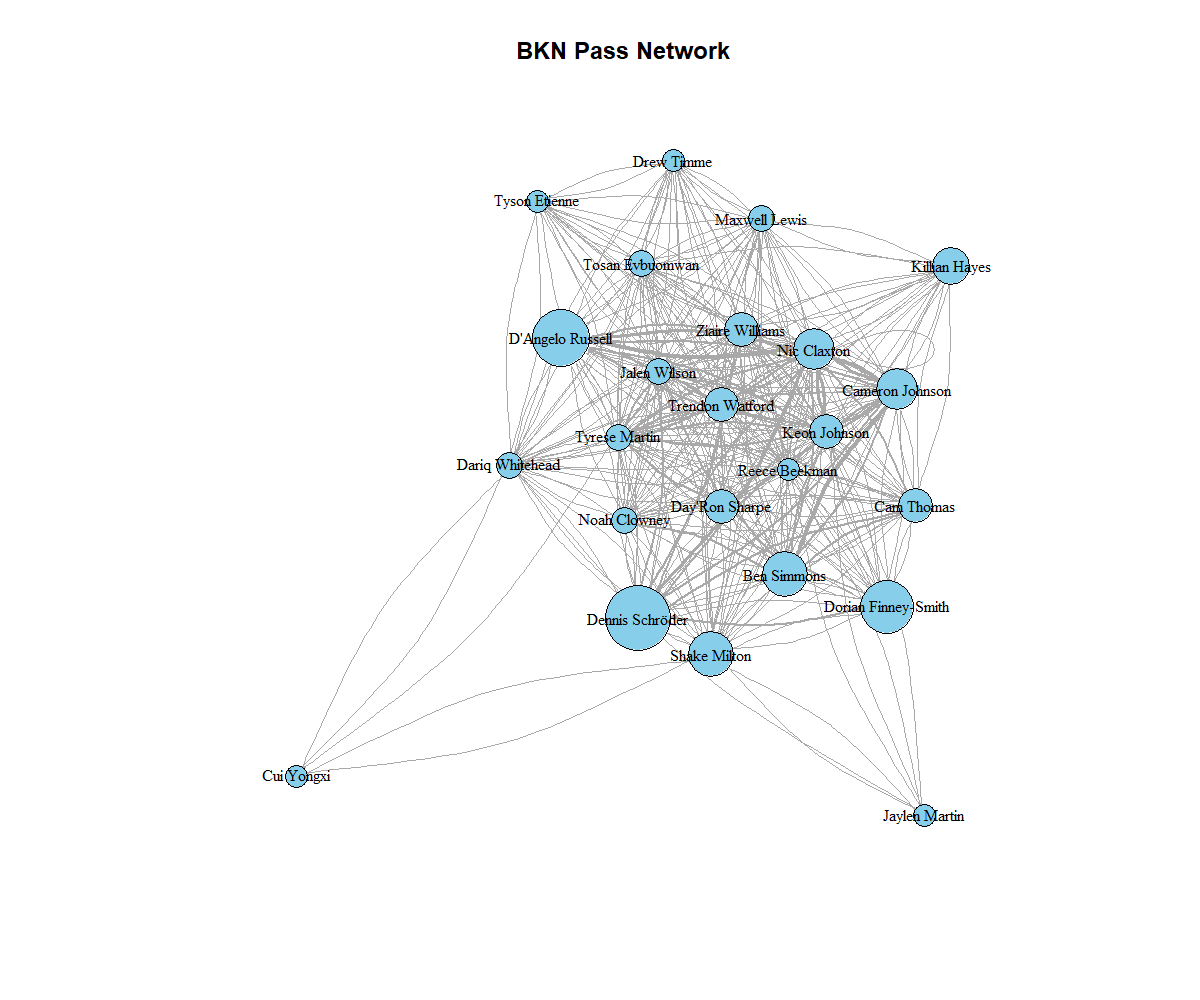 BKN Pass Network
Drew Timme
Tyson Etienne
Maxwell Lewis
Tosan Evbuomwan
Killian Hayes
Ziaire Williams
D'Angelo Russell
Nic Claxton
Jalen Wilson
Cameron Johnson
Trendon Watford
Keon Johnson
Tyrese Martin
Dariq Whitehead
Reece Beekman
Day'Ron Sharpe
Cam Thomas
Noah Clowney
Ben Simmons
Dorian Finney-Smith
Dennis Schröder
Shake Milton
Cui Yongxi
Jaylen Martin